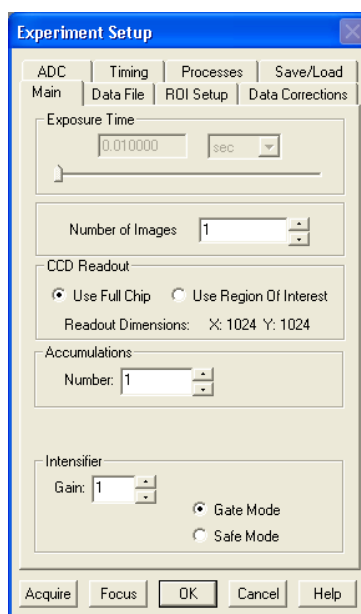 Experiment Setup
ADC Timing Processes Save/Load
Main Data File ROI Setup Data Corrections
Exposure Time
0.010000 sec
Number of Images 1
CCD Readout
Use Full Chip Use Region Of Interest
Readout Dimensions: X: 1024 Y: 1024
Accumulations
Number: 1
Intensifier
Gain: 1
Gate Mode
Safe Mode
Acquire Focus OK Cancel Help